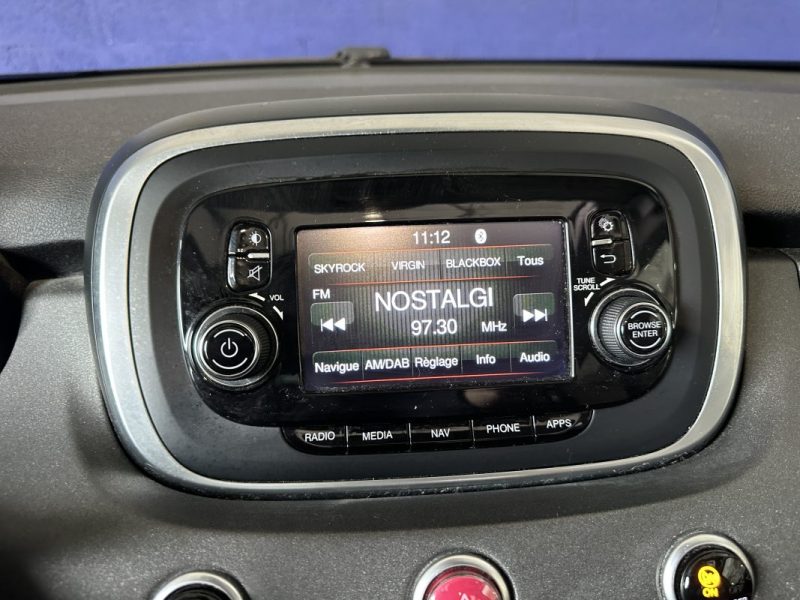 11:12
SKYROCK VIRGIN BLACKBOX Tous
FM
NOSTALGI
97.30 MHz
Navigue AM/DAB Règlage Info Audio
VOL
TUNE
SCROLL
BROWSE
ENTER
RADIO MEDIA NAV PHONE APPS
ON